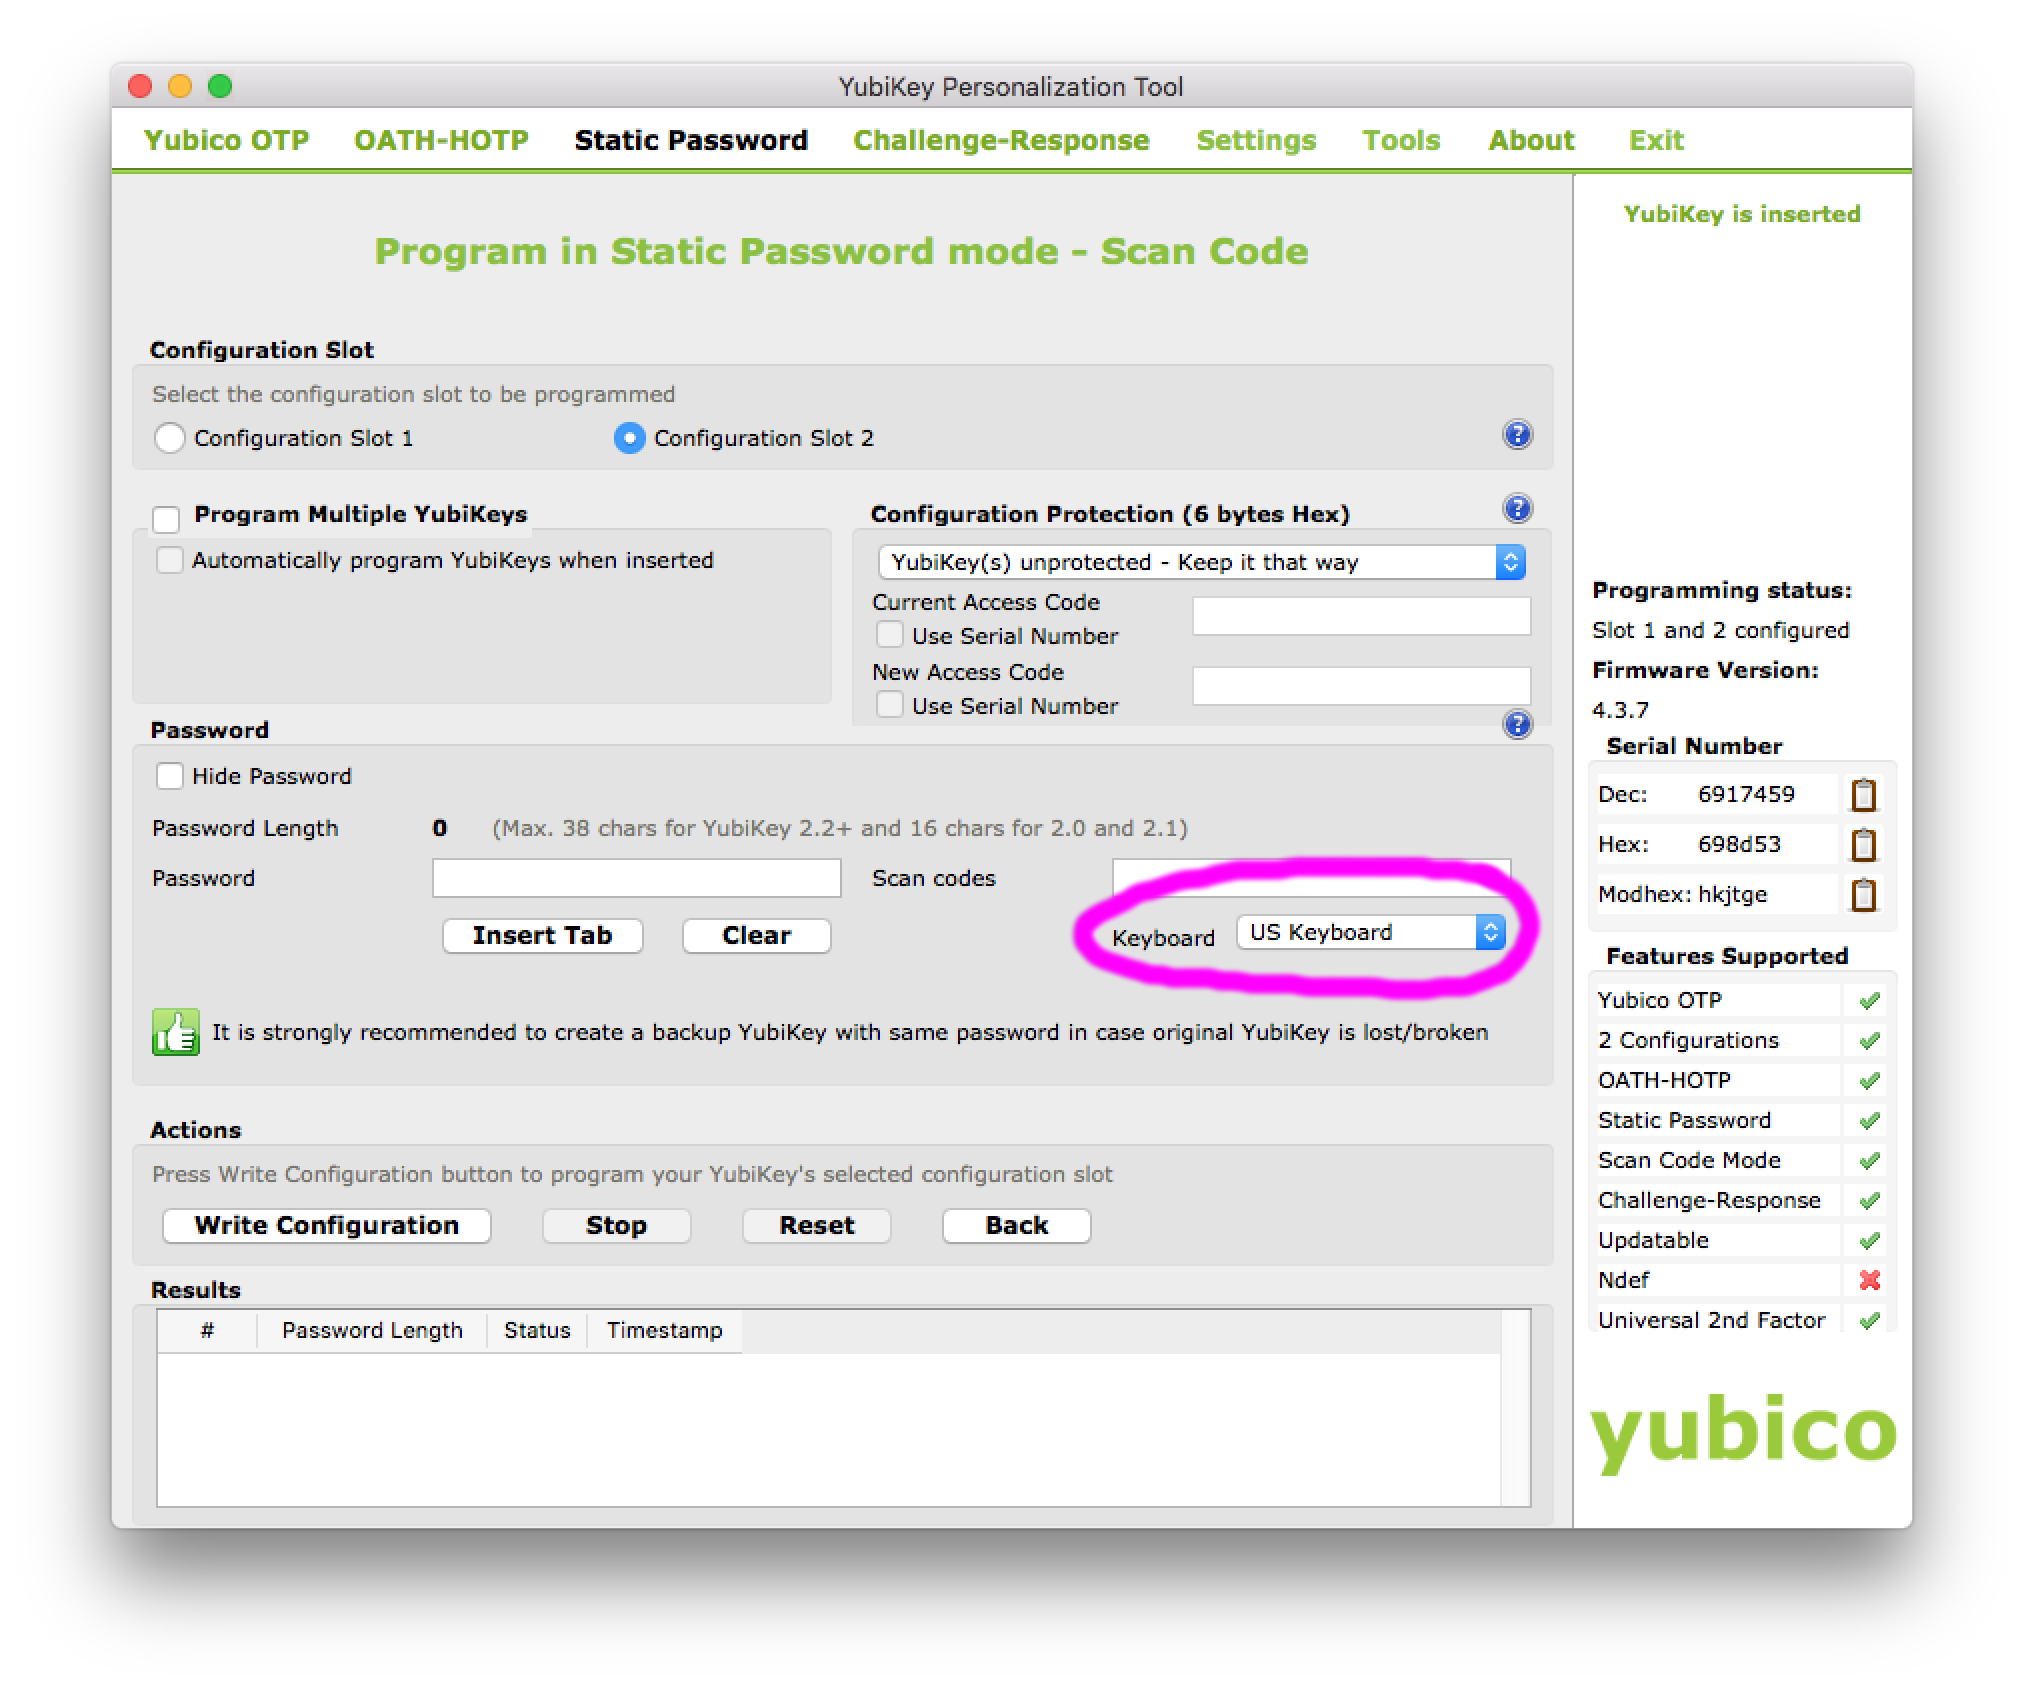 YubiKey Personalization Tool
Yubico OTP OATH-HOTP Static Password Challenge-Response Settings Tools About Exit
YubiKey is inserted
Program in Static Password mode - Scan Code
Configuration Slot
Select the configuration slot to be programmed
Configuration Slot 1 Configuration Slot 2 ?
Program Multiple YubiKeys
Automatically program YubiKeys when inserted
Configuration Protection (6 bytes Hex) ?
YubiKey(s) unprotected - Keep it that way
Current Access Code
Use Serial Number
New Access Code
Use Serial Number
Password ?
Hide Password
Password Length 0 (Max. 38 chars for YubiKey 2.2+ and 16 chars for 2.0 and 2.1)
Password Scan codes
Insert Tab Clear Keyboard US Keyboard
It is strongly recommended to create a backup YubiKey with same password in case original YubiKey is lost/broken
Actions
Press Write Configuration button to program your YubiKey's selected configuration slot
Write Configuration Stop Reset Back
Results
# Password Length Status Timestamp
Programming status:
Slot 1 and 2 configured
Firmware Version:
4.3.7
Serial Number
Dec: 6917459
Hex: 698d53
Modhex: hkjtge
Features Supported
Yubico OTP
2 Configurations
OATH-HOTP
Static Password
Scan Code Mode
Challenge-Response
Updatable
Ndef
Universal 2nd Factor
yubico